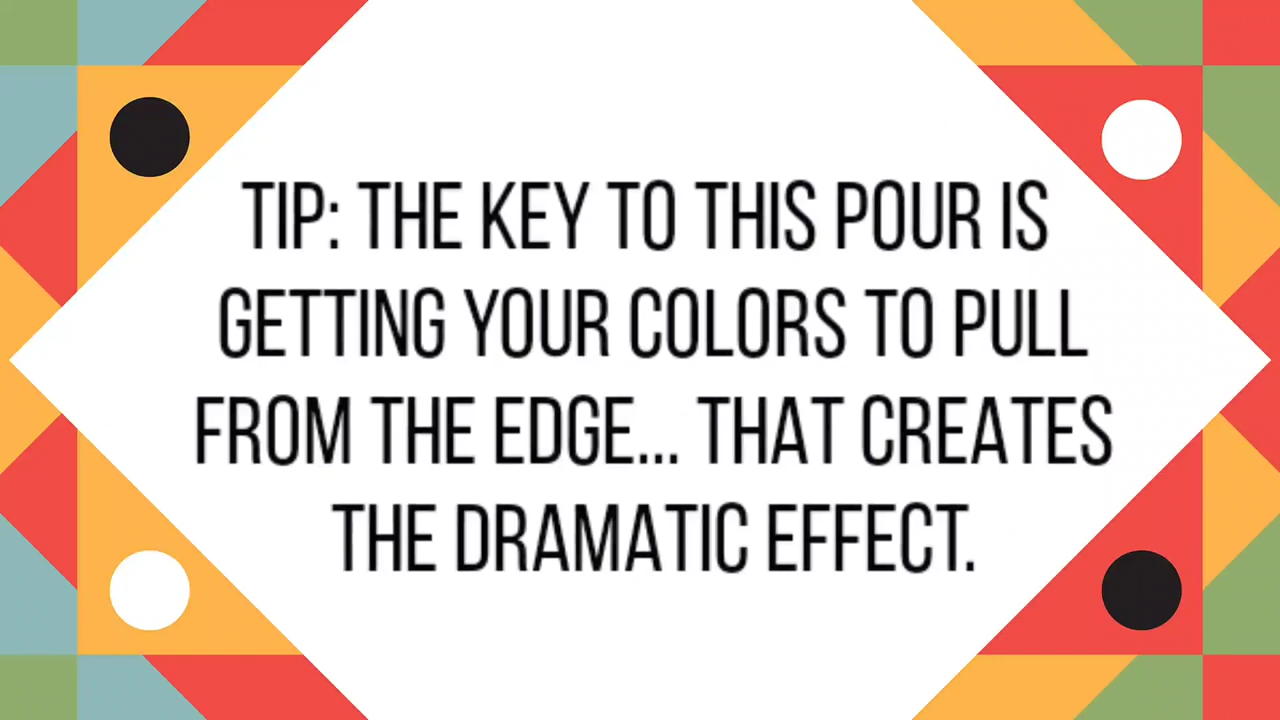 TIP: THE KEY TO THIS POUR IS
GETTING YOUR COLORS TO PULL
FROM THE EDGE... THAT CREATES
THE DRAMATIC EFFECT.